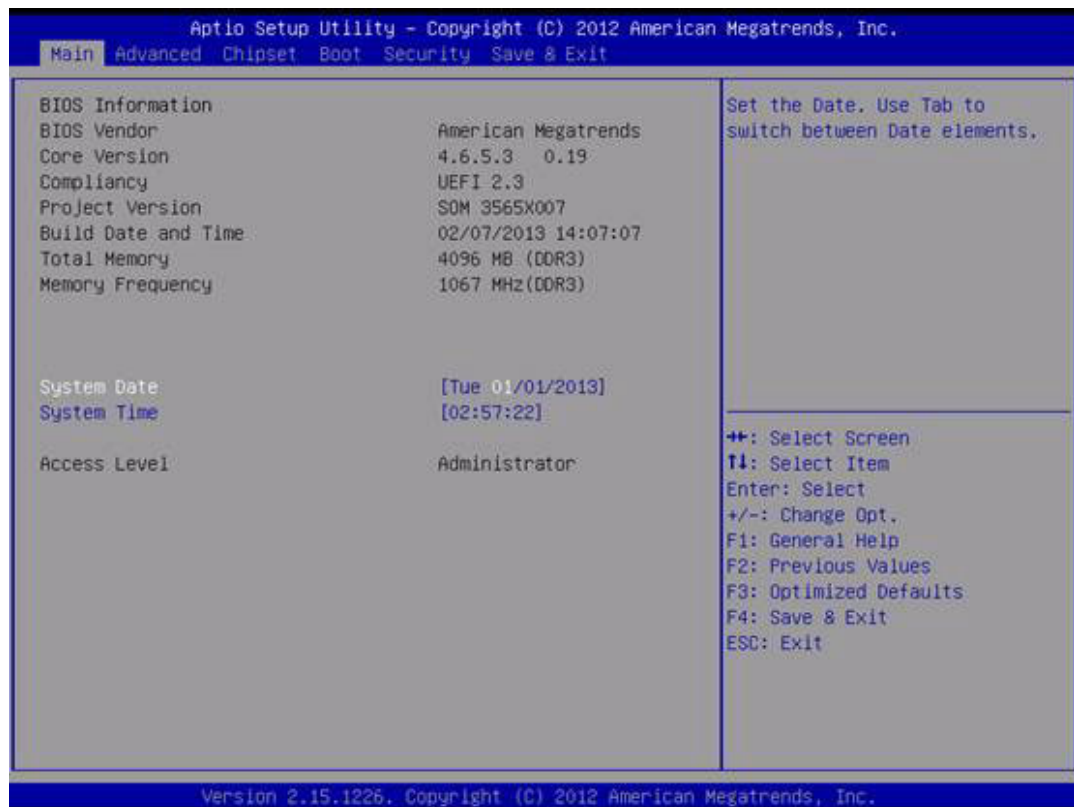 Aptio Setup Utility – Copyright (C) 2012 American Megatrends, Inc.
Main Advanced Chipset Boot Security Save & Exit
BIOS Information
BIOS Vendor American Megatrends
Core Version 4.6.5.3 0.19
Compliancy UEFI 2.3
Project Version SOM 3565X007
Build Date and Time 02/07/2013 14:07:07
Total Memory 4096 MB (DDR3)
Memory Frequency 1067 MHz(DDR3)
System Date [Tue 01/01/2013]
System Time [02:57:22]
Access Level Administrator
Set the Date. Use Tab to
switch between Date elements.
→←: Select Screen
↑↓: Select Item
Enter: Select
+/-: Change Opt.
F1: General Help
F2: Previous Values
F3: Optimized Defaults
F4: Save & Exit
ESC: Exit
Version 2.15.1226. Copyright (C) 2012 American Megatrends, Inc.